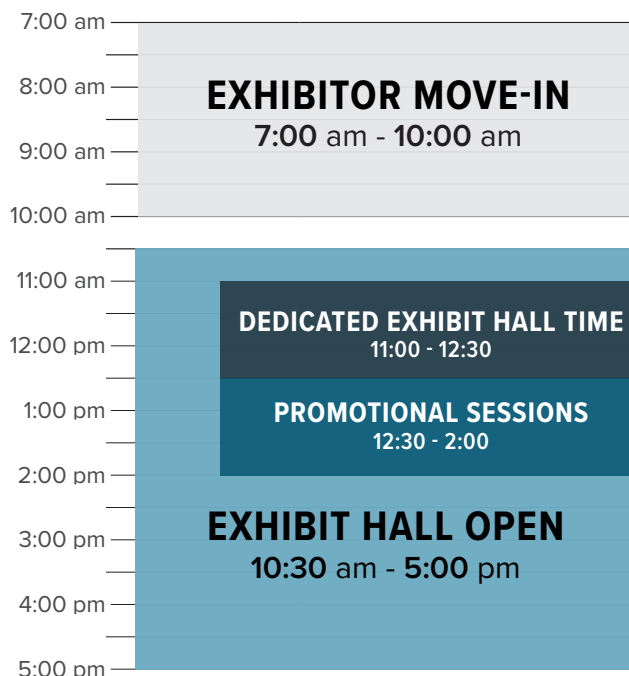 7:00 am
8:00 am
EXHIBITOR MOVE-IN
7:00 am - 10:00 am
9:00 am
10:00 am
11:00 am
DEDICATED EXHIBIT HALL TIME
11:00 - 12:30
12:00 pm
1:00 pm
PROMOTIONAL SESSIONS
12:30 - 2:00
2:00 pm
EXHIBIT HALL OPEN
10:30 am - 5:00 pm
3:00 pm
4:00 pm
5:00 pm